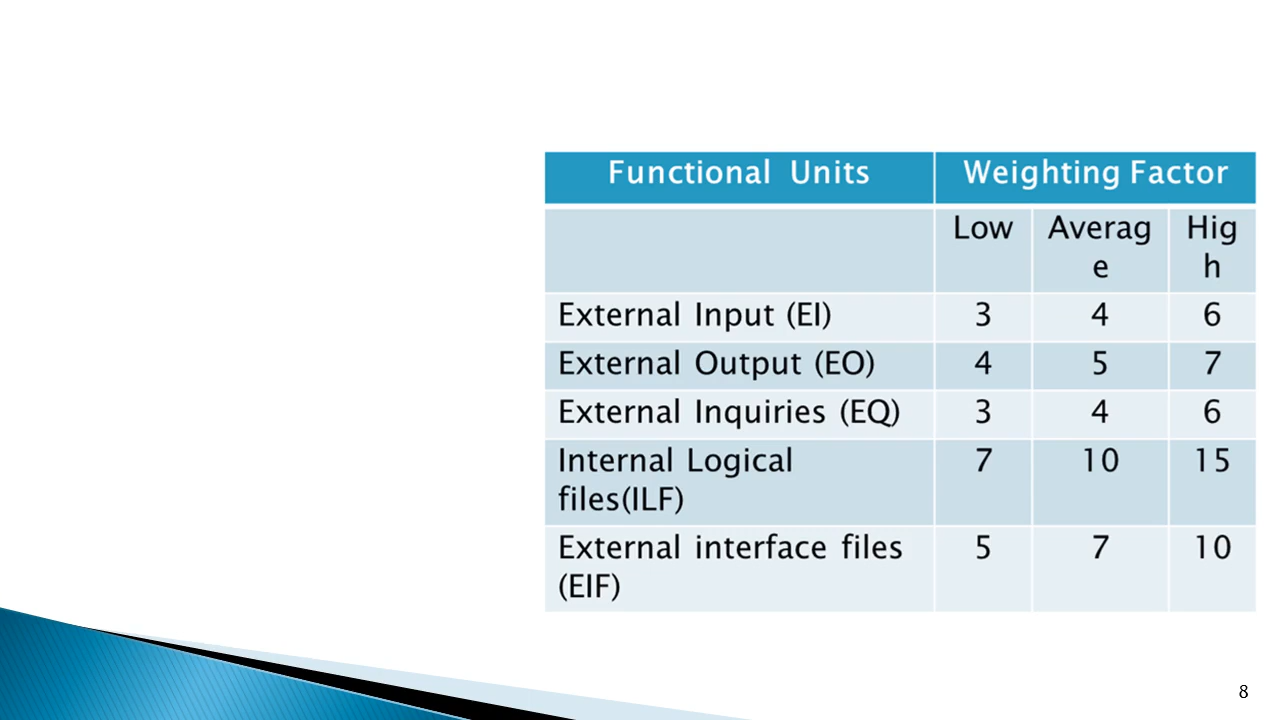 Functional Units Weighting Factor
Low Averag Hig
e h
External Input (EI) 3 4 6
External Output (EO) 4 5 7
External Inquiries (EQ) 3 4 6
Internal Logical 7 10 15
files(ILF)
External interface files 5 7 10
(EIF)
8